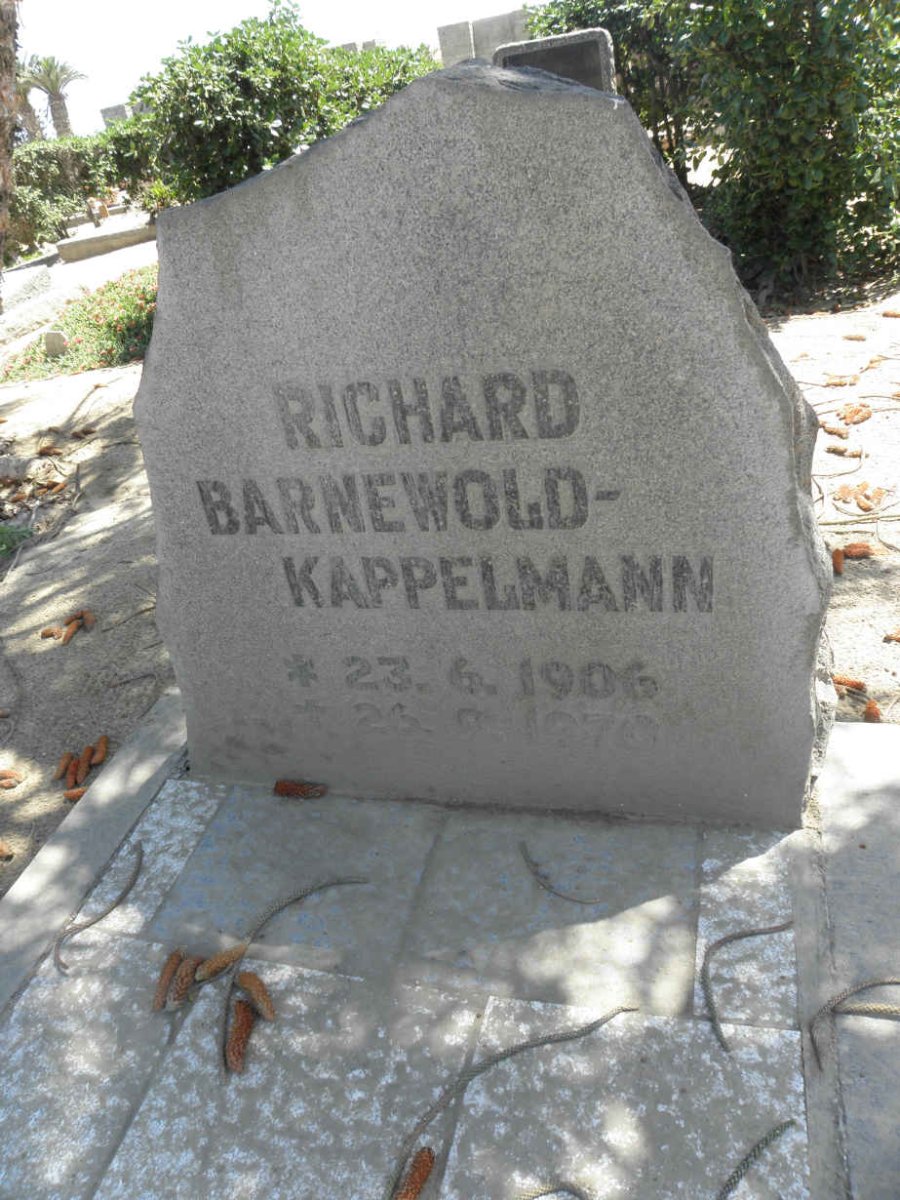 RICHARD
BARNEWOLD-
KAPPELMANN
* 23. 6. 1906